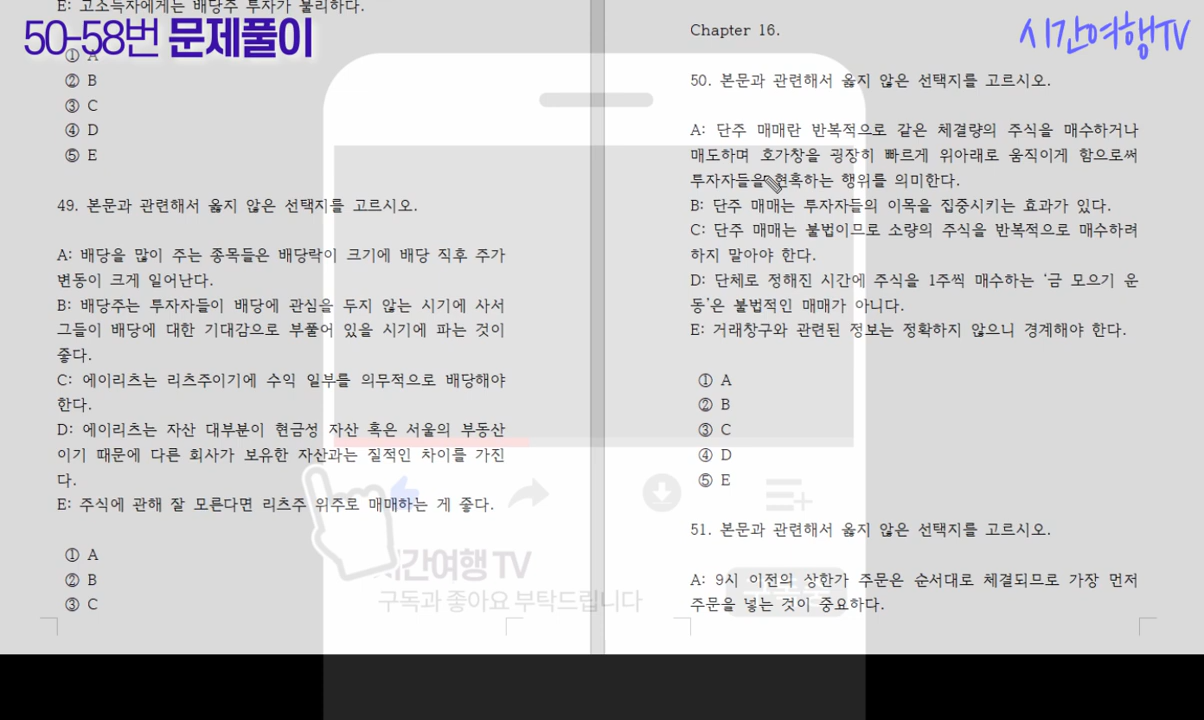 E: 고소득자에게는 배당주 투자가 불리하다.
50-58번 문제풀이
① A
② B
③ C
④ D
⑤ E
49. 본문과 관련해서 옳지 않은 선택지를 고르시오.
A: 배당을 많이 주는 종목들은 배당락이 크기에 배당 직후 주가
변동이 크게 일어난다.
B: 배당주는 투자자들이 배당에 관심을 두지 않는 시기에 사서
그들이 배당에 대한 기대감으로 부풀어 있을 시기에 파는 것이
좋다.
C: 에이리츠는 리츠주이기에 수익 일부를 의무적으로 배당해야
한다.
D: 에이리츠는 자산 대부분이 현금성 자산 혹은 서울의 부동산
이기 때문에 다른 회사가 보유한 자산과는 질적인 차이를 가진
다.
E: 주식에 관해 잘 모른다면 리츠주 위주로 매매하는 게 좋다.
① A
② B
③ C
시간여행TV
Chapter 16.
50. 본문과 관련해서 옳지 않은 선택지를 고르시오.
A: 단주 매매란 반복적으로 같은 체결량의 주식을 매수하거나
매도하며 호가창을 굉장히 빠르게 위아래로 움직이게 함으로써
투자자들을 현혹하는 행위를 의미한다.
B: 단주 매매는 투자자들의 이목을 집중시키는 효과가 있다.
C: 단주 매매는 불법이므로 소량의 주식을 반복적으로 매수하려
하지 말아야 한다.
D: 단체로 정해진 시간에 주식을 1주씩 매수하는 '금 모으기 운
동'은 불법적인 매매가 아니다.
E: 거래창구와 관련된 정보는 정확하지 않으니 경계해야 한다.
① A
② B
③ C
④ D
⑤ E
51. 본문과 관련해서 옳지 않은 선택지를 고르시오.
A: 9시 이전의 상한가 주문은 순서대로 체결되므로 가장 먼저
주문을 넣는 것이 중요하다.
시간여행 TV
구독과 좋아요 부탁드립니다